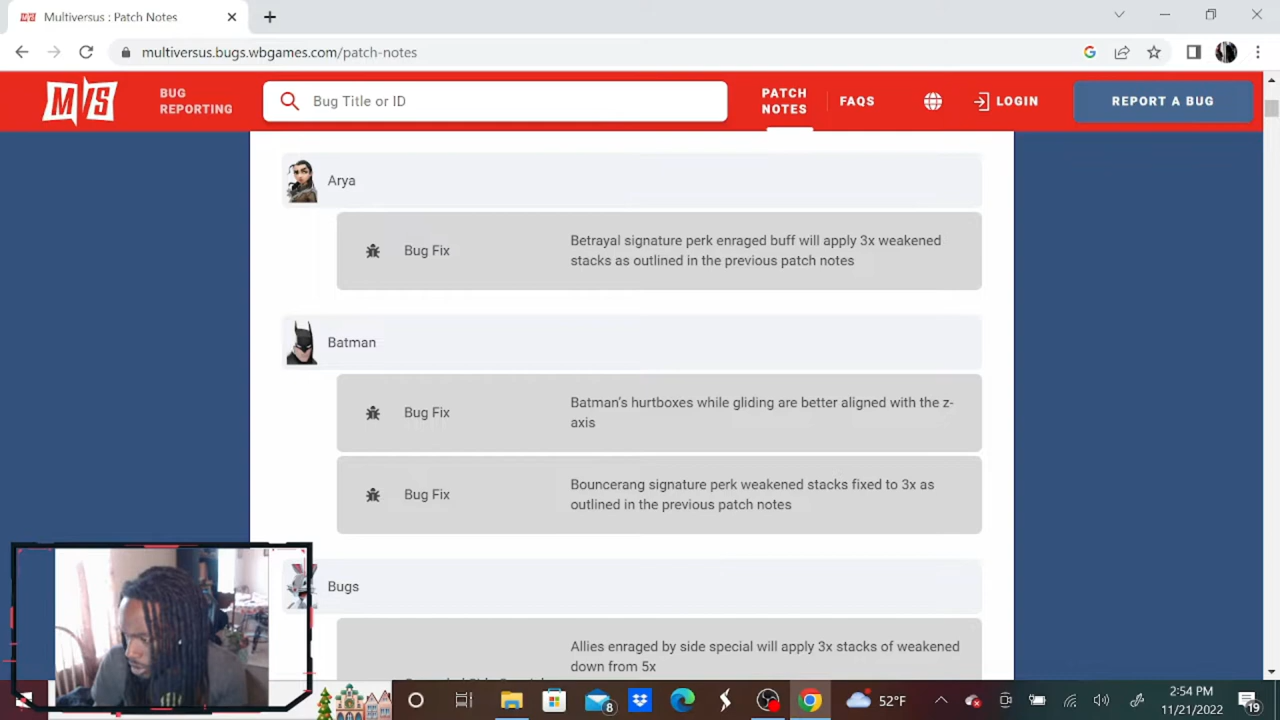 Multiversus : Patch Notes
multiversus.bugs.wbgames.com/patch-notes
M/S
BUG
REPORTING
Bug Title or ID
PATCH
NOTES
FAQS
LOGIN
REPORT A BUG
Arya
Bug Fix
Betrayal signature perk enraged buff will apply 3x weakened
stacks as outlined in the previous patch notes
Batman
Bug Fix
Batman's hurtboxes while gliding are better aligned with the z-
axis
Bug Fix
Bouncerang signature perk weakened stacks fixed to 3x as
outlined in the previous patch notes
Bugs
Allies enraged by side special will apply 3x stacks of weakened
down from 5x
8
52°F
2:54 PM
11/21/2022
19